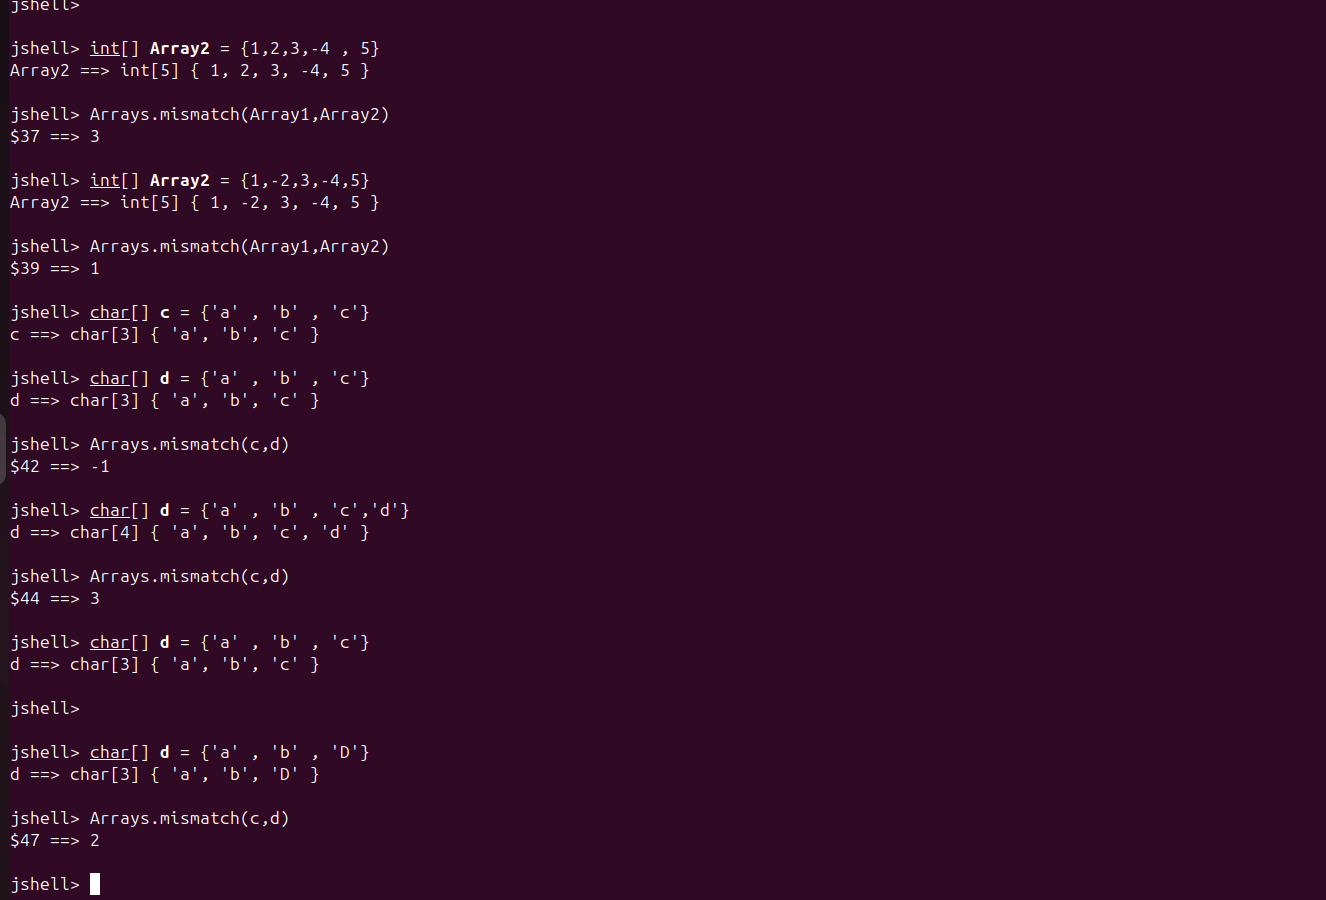 jshell>
jshell> int[] Array2 = {1,2,3,-4 , 5}
Array2 ==> int[5] { 1, 2, 3, -4, 5 }
jshell> Arrays.mismatch(Array1,Array2)
$37 ==> 3
jshell> int[] Array2 = {1,-2,3,-4,5}
Array2 ==> int[5] { 1, -2, 3, -4, 5 }
jshell> Arrays.mismatch(Array1,Array2)
$39 ==> 1
jshell> char[] c = {'a' , 'b' , 'c'}
c ==> char[3] { 'a', 'b', 'c' }
jshell> char[] d = {'a' , 'b' , 'c'}
d ==> char[3] { 'a', 'b', 'c' }
jshell> Arrays.mismatch(c,d)
$42 ==> -1
jshell> char[] d = {'a' , 'b' , 'c','d'}
d ==> char[4] { 'a', 'b', 'c', 'd' }
jshell> Arrays.mismatch(c,d)
$44 ==> 3
jshell> char[] d = {'a' , 'b' , 'c'}
d ==> char[3] { 'a', 'b', 'c' }
jshell>
jshell> char[] d = {'a' , 'b' , 'D'}
d ==> char[3] { 'a', 'b', 'D' }
jshell> Arrays.mismatch(c,d)
$47 ==> 2
jshell>